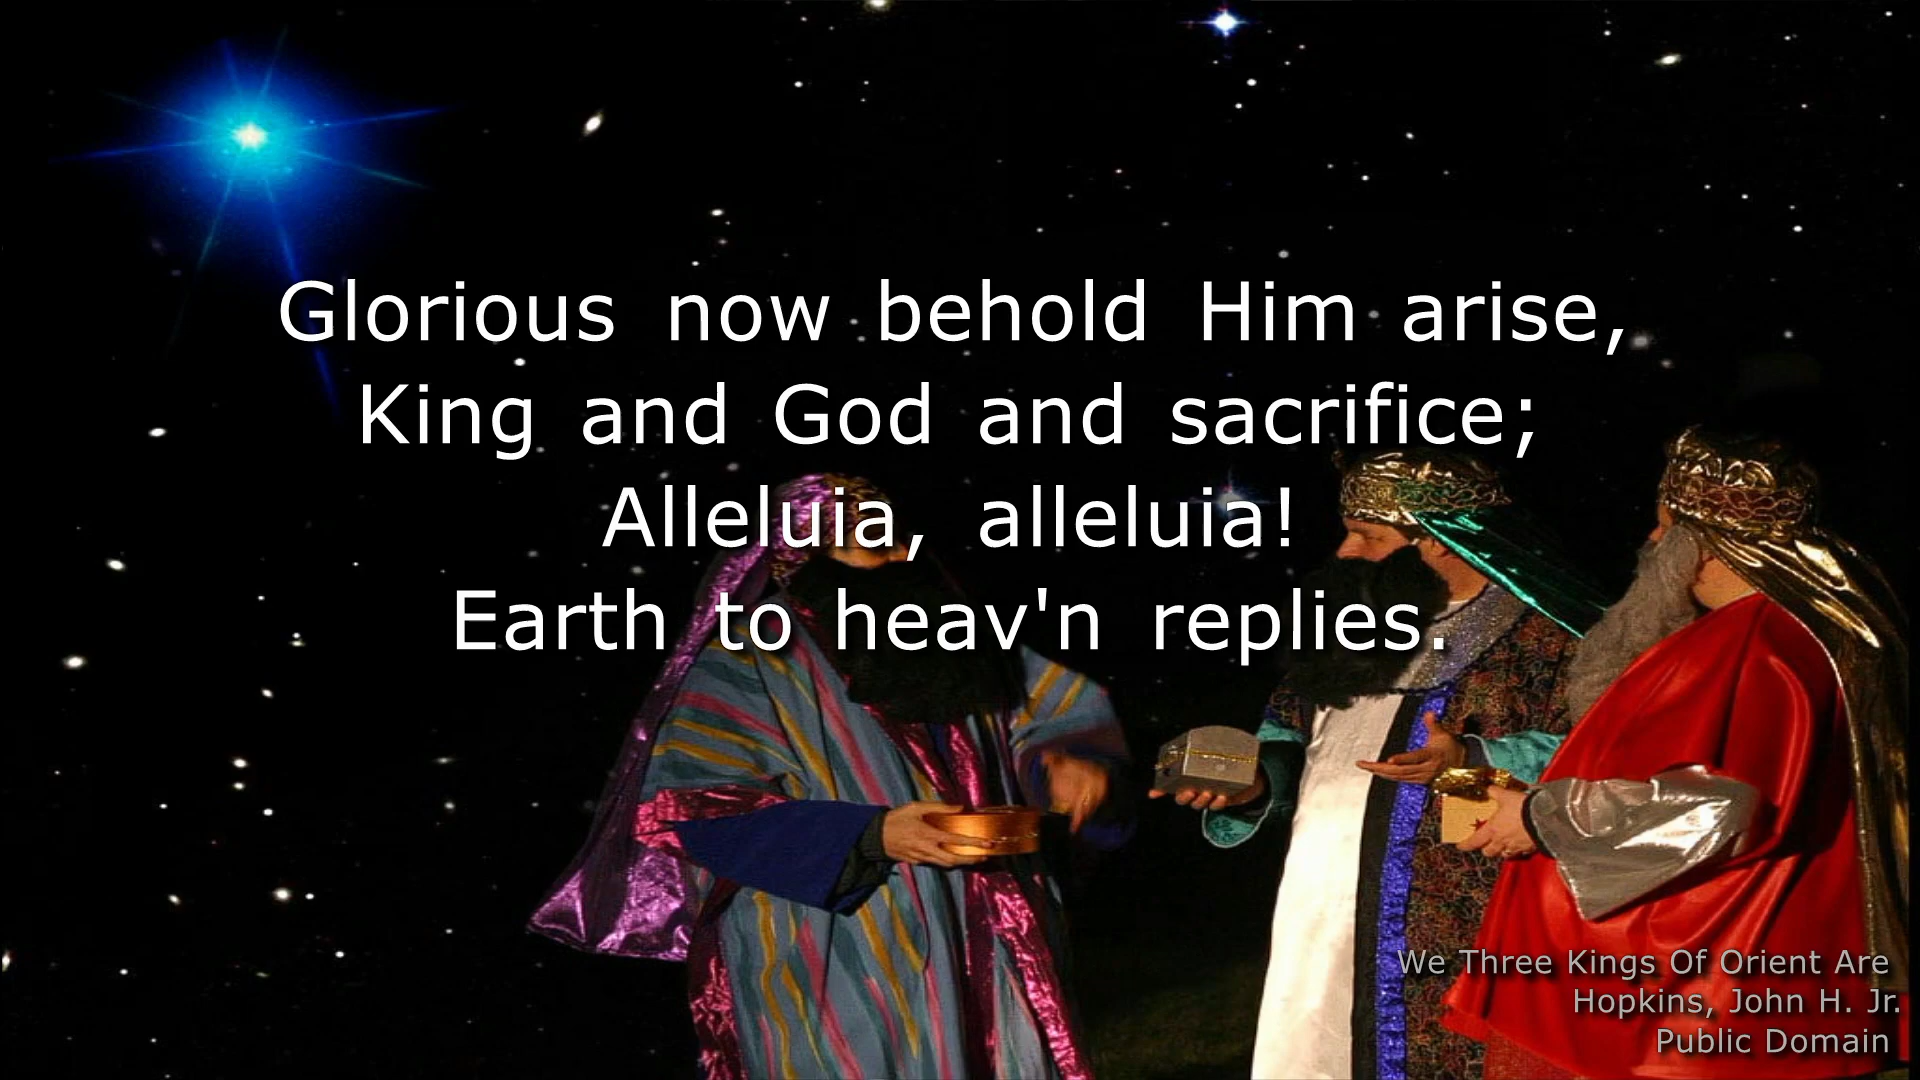 Glorious now behold Him arise,
King and God and sacrifice;
Alleluia, alleluia!
Earth to heav'n replies.
We Three Kings Of Orient Are
Hopkins, John H. Jr.
Public Domain